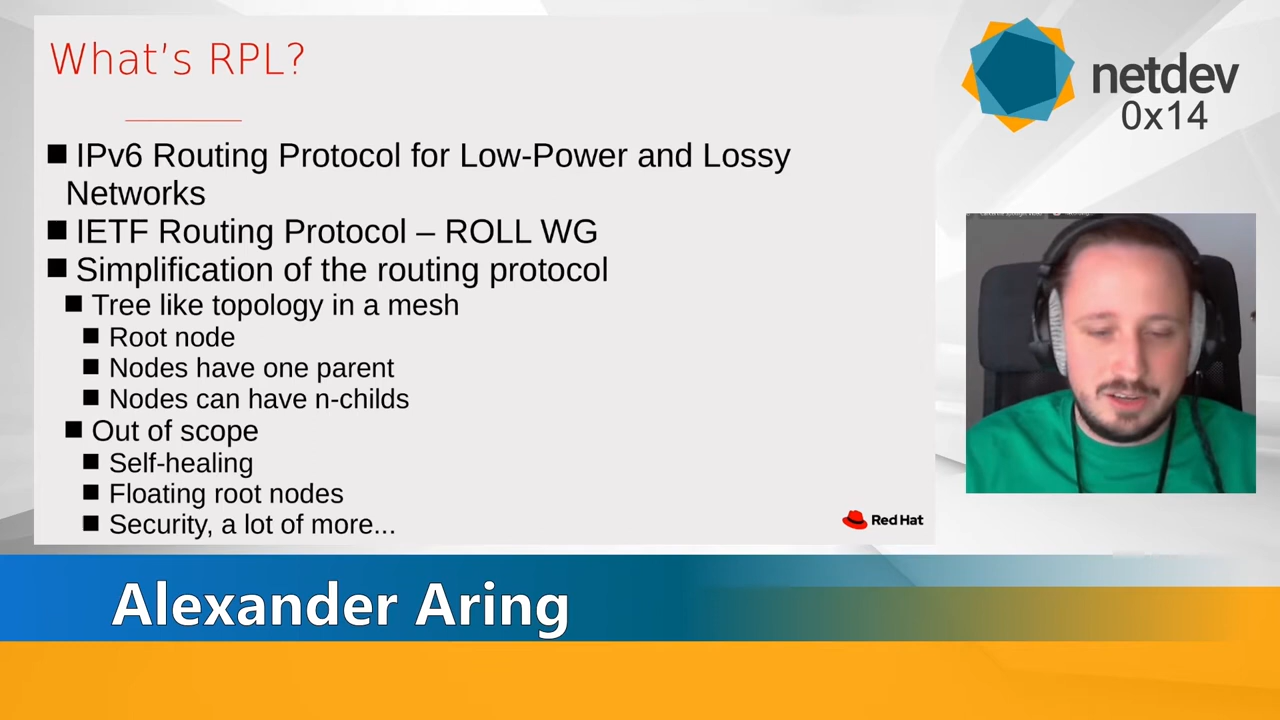 What's RPL?
IPv6 Routing Protocol for Low-Power and Lossy
Networks
IETF Routing Protocol – ROLL WG
Simplification of the routing protocol
Tree like topology in a mesh
Root node
Nodes have one parent
Nodes can have n-childs
Out of scope
Self-healing
Floating root nodes
Security, a lot of more...
Red Hat
netdev
0x14
Alexander Aring